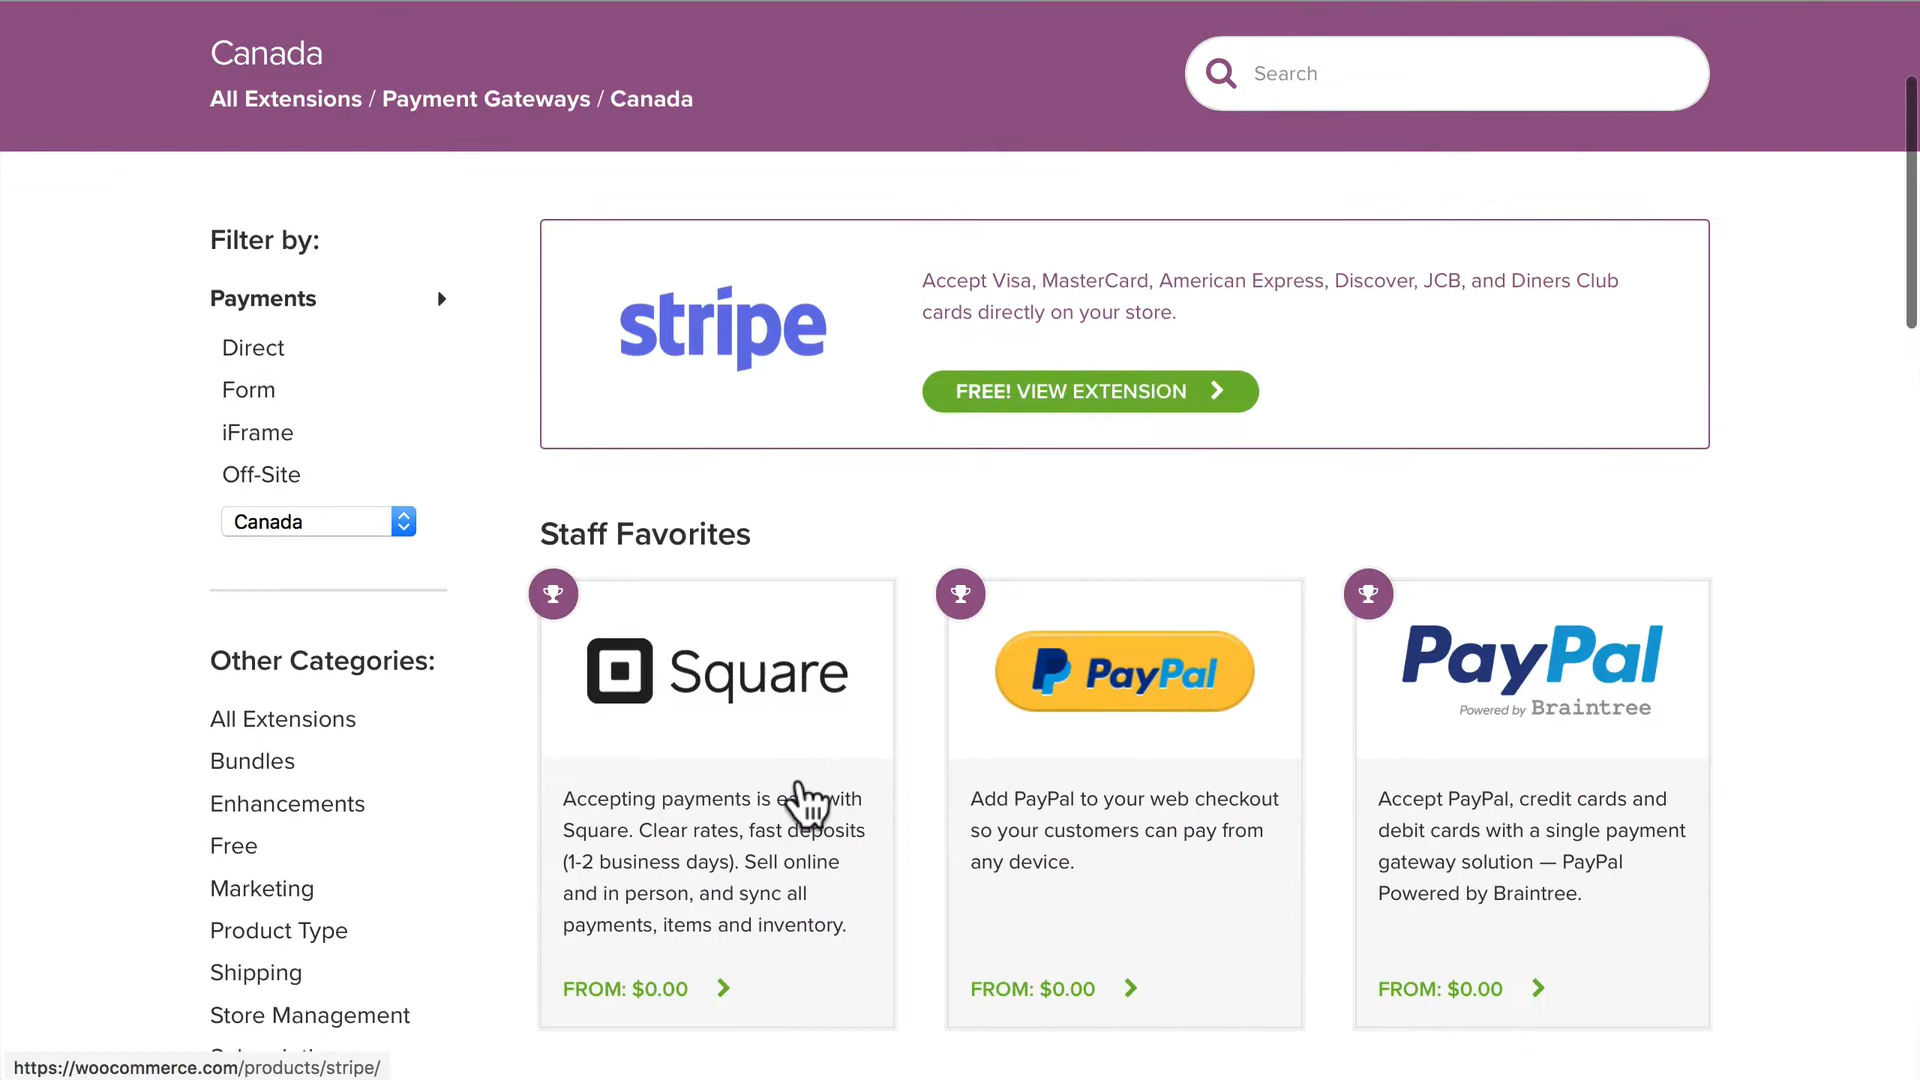 Canada
All Extensions / Payment Gateways / Canada
Search
Filter by:
Payments
Direct
Form
iFrame
Off-Site
Canada
Other Categories:
All Extensions
Bundles
Enhancements
Free
Marketing
Product Type
Shipping
Store Management
stripe
Accept Visa, MasterCard, American Express, Discover, JCB, and Diners Club
cards directly on your store.
FREE! VIEW EXTENSION
Staff Favorites
Square
Accepting payments is with
Square. Clear rates, fast deposits
(1-2 business days). Sell online
and in person, and sync all
payments, items and inventory.
FROM: $0.00
PayPal
Add PayPal to your web checkout
so your customers can pay from
any device.
FROM: $0.00
PayPal
Powered by Braintree
Accept PayPal, credit cards and
debit cards with a single payment
gateway solution — PayPal
Powered by Braintree.
FROM: $0.00
https://woocommerce.com/products/stripe/